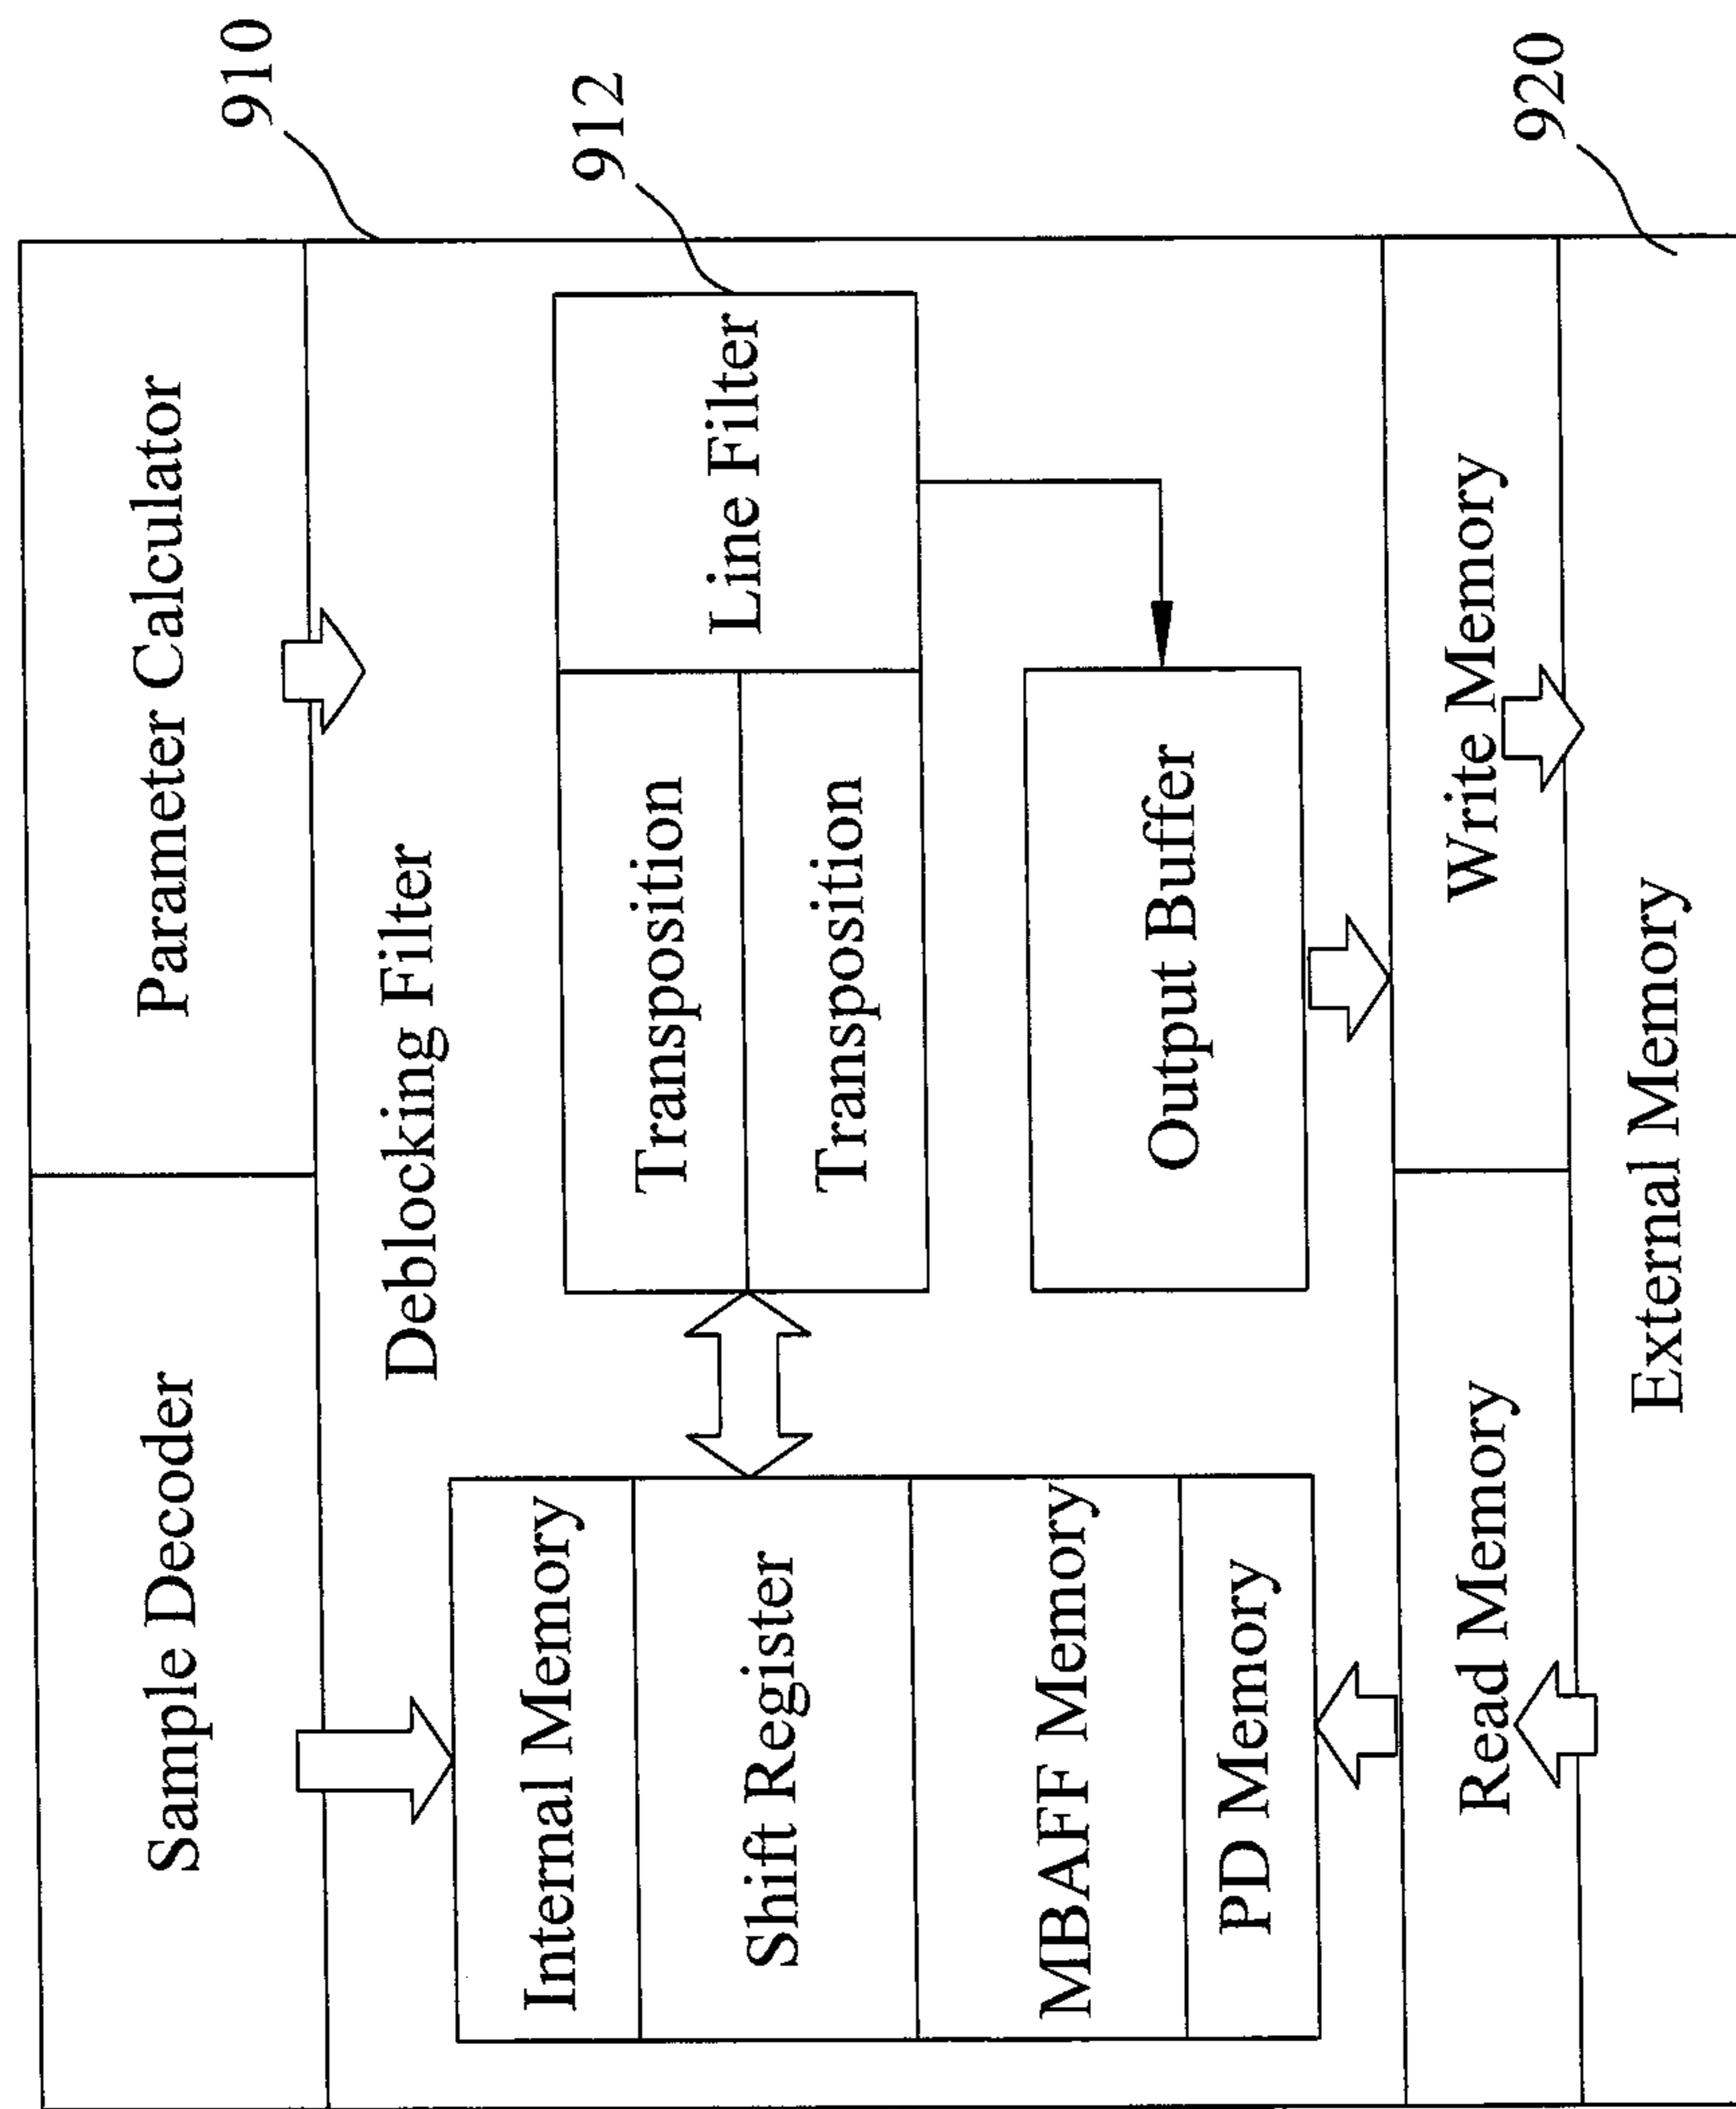 Sample Decoder
Parameter Calculator
910
Deblocking Filter
Internal Memory
Shift Register
MBAFF Memory
PD Memory
Transposition
Transposition
Line Filter
912
Output Buffer
Read Memory
Write Memory
External Memory
920